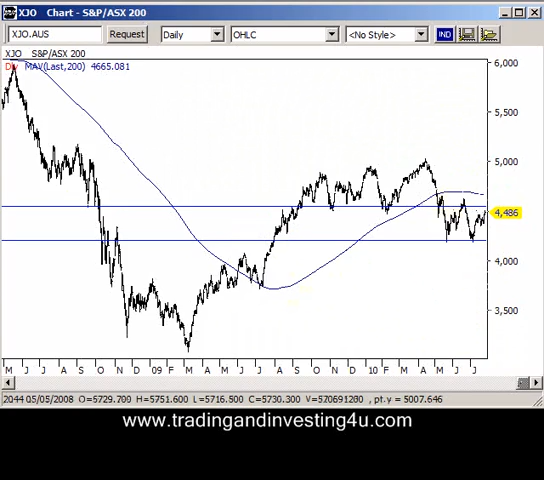 XJO Chart - S&P/ASX 200
XJO.AUS Request Daily OHLC <No Style> IND
XJO S&P/ASX 200
Div MAV(Last,200) 4665.081
6,000
5,500
5,000
4,486
4,000
3,500
M J J A S O N D 09 F M A M J J A S O N D 10 F M A M J J
2044 05/05/2008 O=5729.700 H=5751.600 L=5716.500 C=5730.300 V=570691200 , pt.y = 5007.646
www.tradingandinvesting4u.com